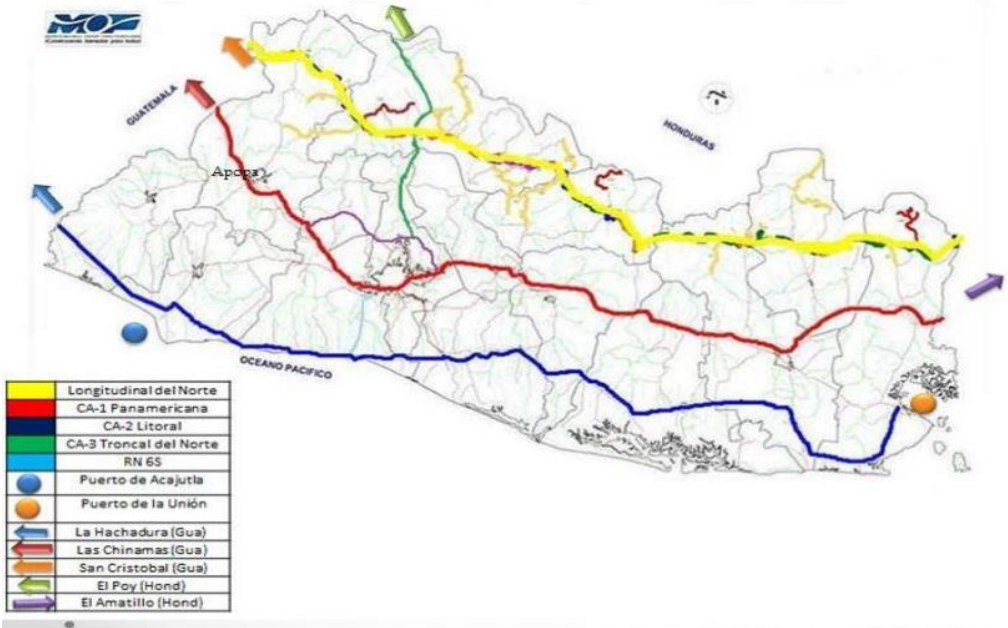 MOP
GUATEMALA
HONDURAS
Apopa
OCEANO PACIFICO
Longitudinal del Norte
CA-1 Panamericana
CA-2 Litoral
CA-3 Troncal del Norte
RN 6S
Puerto de Acajutla
Puerto de la Unión
La Hachadura (Gua)
Las Chinamas (Gua)
San Cristobal (Gua)
El Poy (Hond)
El Amatillo (Hond)